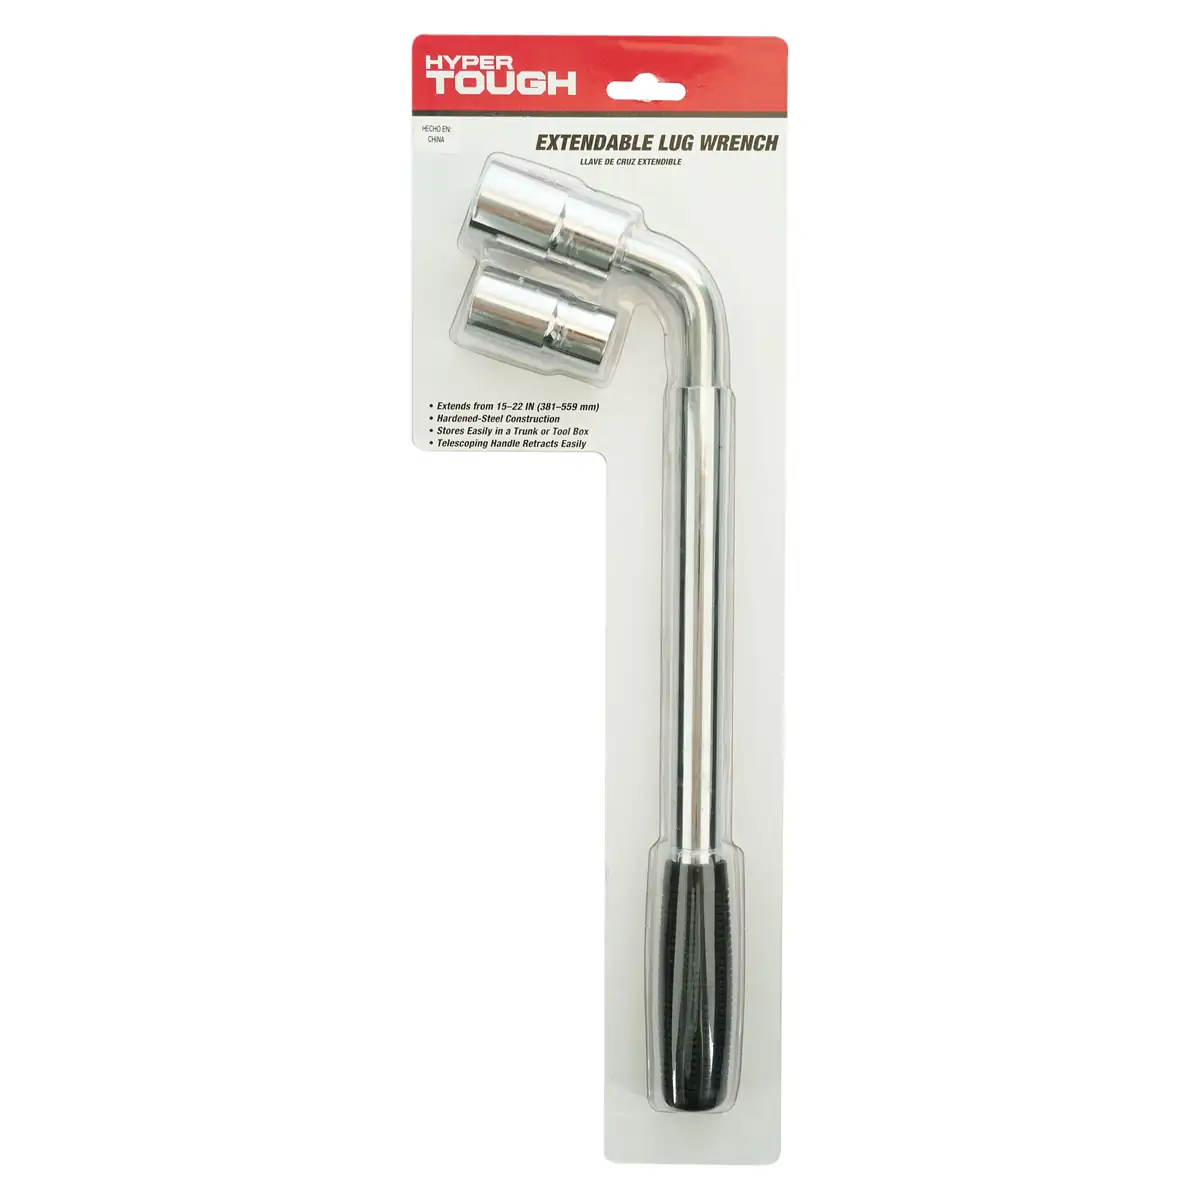 HYPER
TOUGH
HECHO EN:
CHINA
EXTENDABLE LUG WRENCH
LLAVE DE CRUZ EXTENDIBLE
• Extends from 15–22 IN (381–559 mm)
• Hardened-Steel Construction
• Stores Easily in a Trunk or Tool Box
• Telescoping Handle Retracts Easily